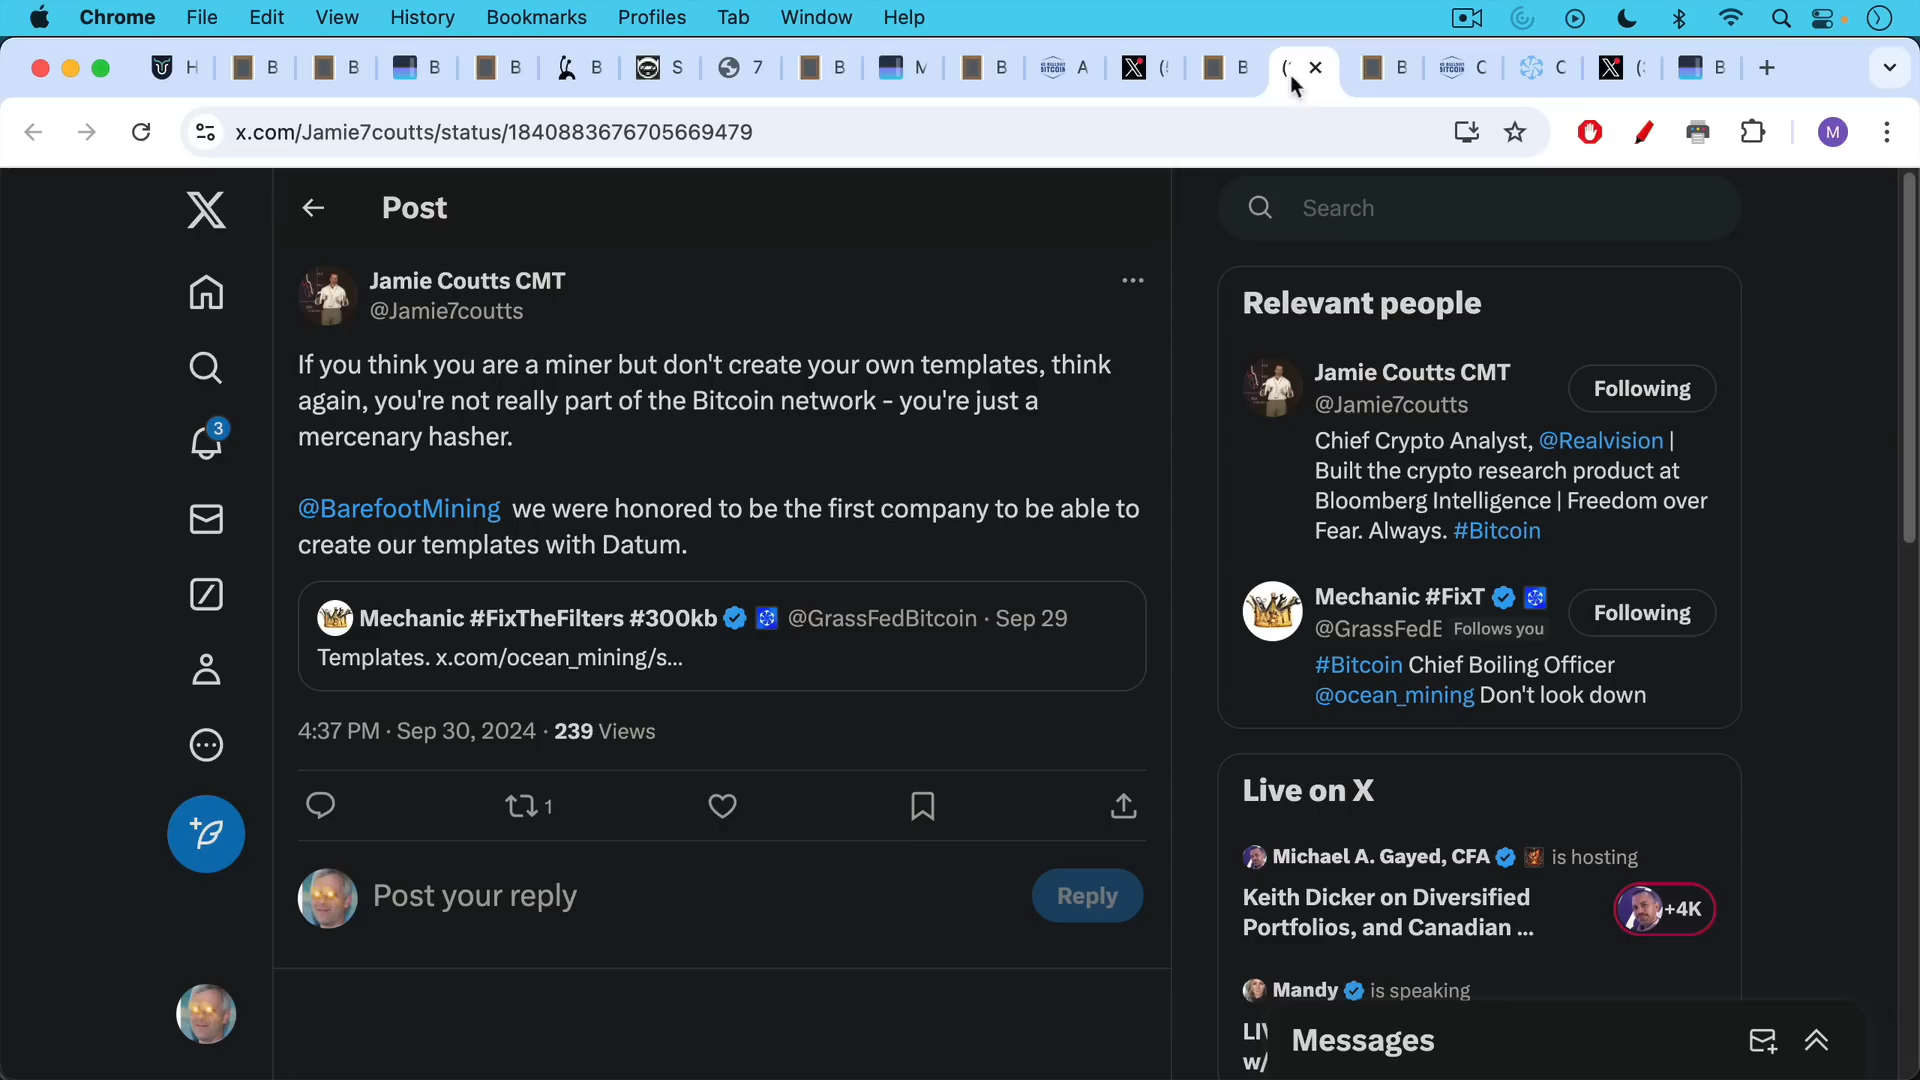 Chrome File Edit View History Bookmarks Profiles Tab Window Help
H B B B B B S 7 B M B A ( B ( B C C ( B
x.com/Jamie7coutts/status/1840883676705669479
M
Post
Search
Jamie Coutts CMT
@Jamie7coutts
If you think you are a miner but don't create your own templates, think
again, you're not really part of the Bitcoin network - you're just a
mercenary hasher.
@BarefootMining we were honored to be the first company to be able to
create our templates with Datum.
Mechanic #FixTheFilters #300kb @GrassFedBitcoin · Sep 29
Templates. x.com/ocean_mining/s...
4:37 PM · Sep 30, 2024 · 239 Views
1
Post your reply
Reply
3
Relevant people
Jamie Coutts CMT
@Jamie7coutts
Following
Chief Crypto Analyst, @Realvision |
Built the crypto research product at
Bloomberg Intelligence | Freedom over
Fear. Always. #Bitcoin
Mechanic #FixT
@GrassFedE Follows you
Following
#Bitcoin Chief Boiling Officer
@ocean_mining Don't look down
Live on X
Michael A. Gayed, CFA is hosting
Keith Dicker on Diversified
Portfolios, and Canadian ...
+4K
Mandy is speaking
LIV
w/
Messages